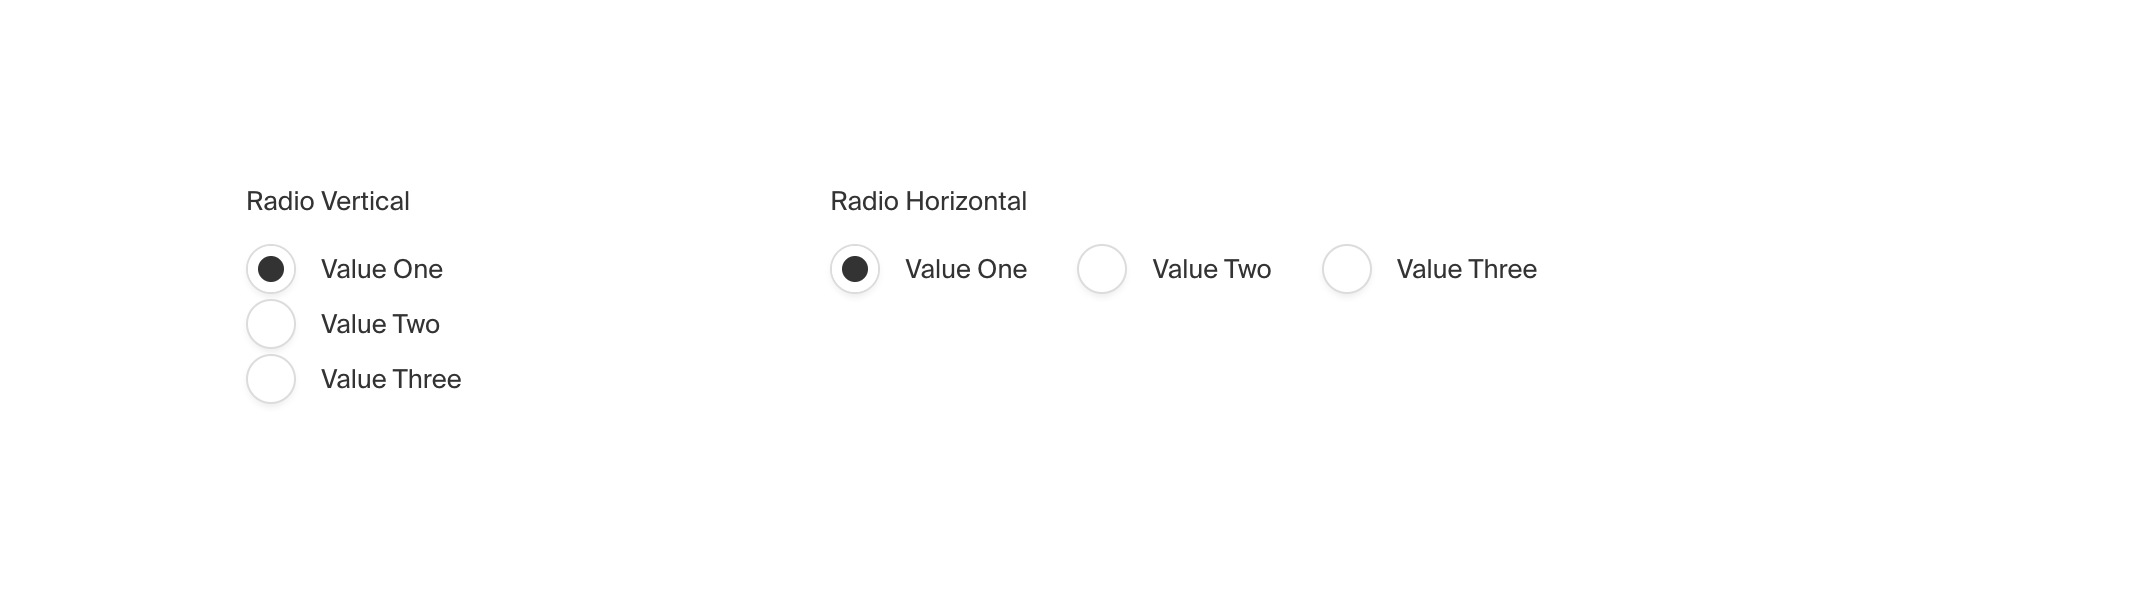 Radio Vertical
Value One
Value Two
Value Three
Radio Horizontal
Value One Value Two Value Three